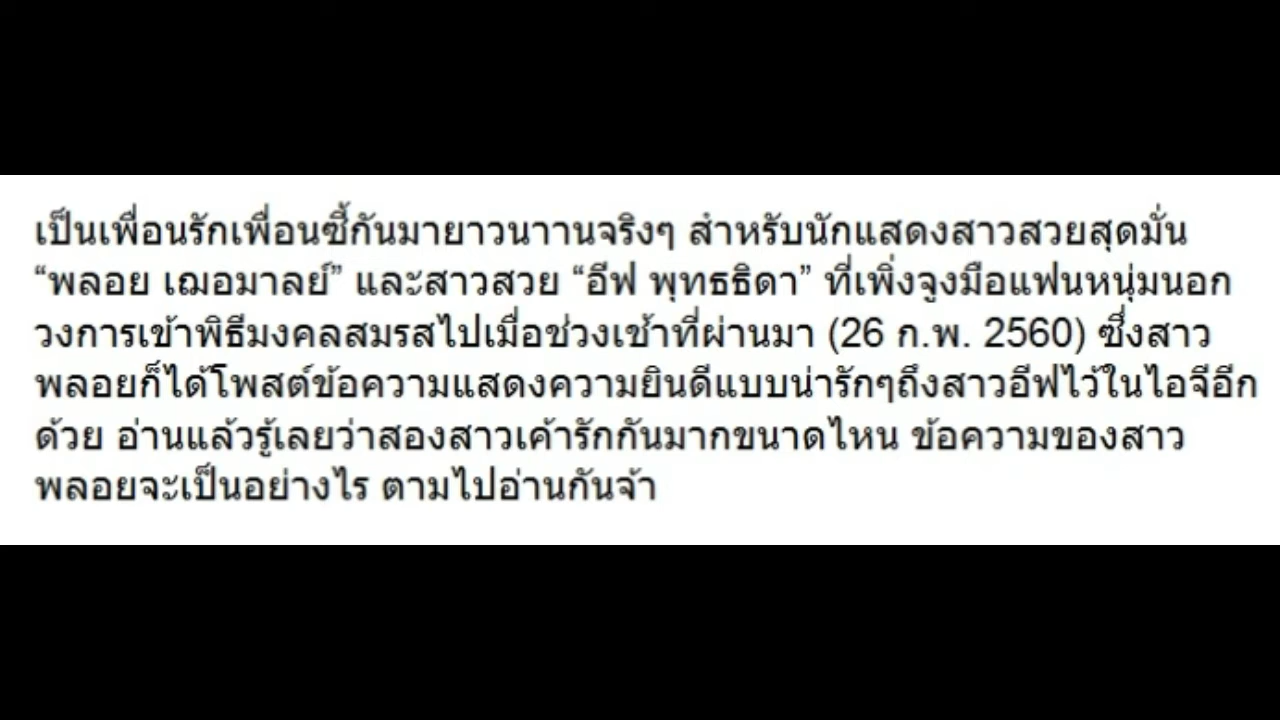 เป็นเพื่อนรักเพื่อนซี้กันมายาวนาานจริงๆ สำหรับนักแสดงสาวสวยสุดมั่น
“พลอย เฌอมาลย์” และสาวสวย “อีฟ พุทธธิดา” ที่เพิ่งจูงมือแฟนหนุ่มนอก
วงการเข้าพิธีมงคลสมรสไปเมื่อช่วงเช้าที่ผ่านมา (26 ก.พ. 2560) ซึ่งสาว
พลอยก็ได้โพสต์ข้อความแสดงความยินดีแบบน่ารักๆถึงสาวอีฟไว้ในไอจีอีก
ด้วย อ่านแล้วรู้เลยว่าสองสาวเค้ารักกันมากขนาดไหน ข้อความของสาว
พลอยจะเป็นอย่างไร ตามไปอ่านกันจ้า